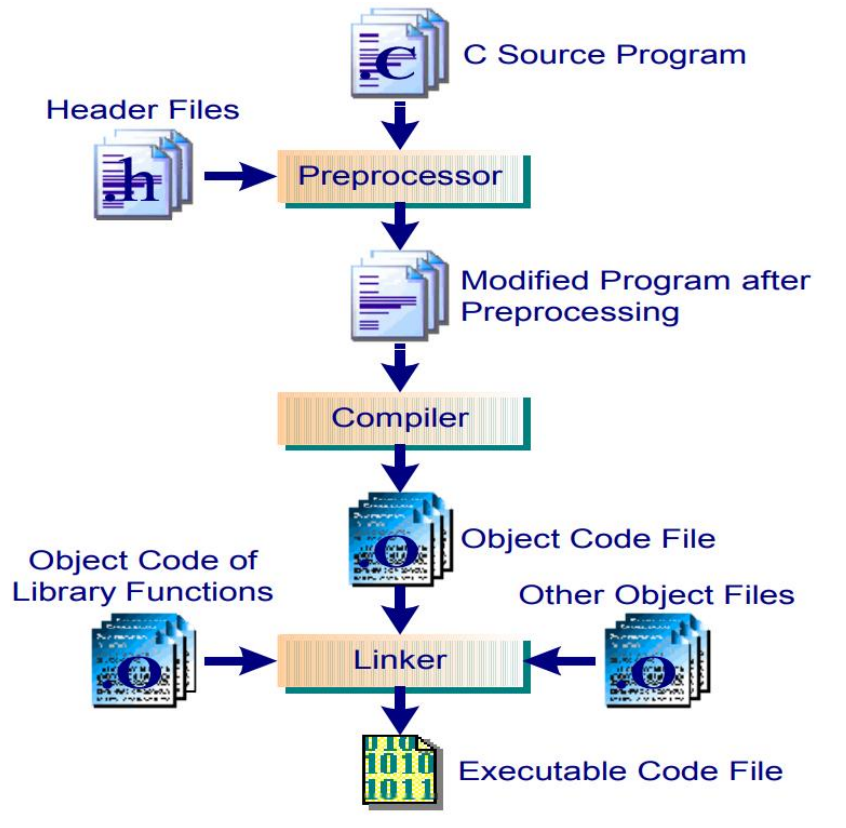 .C
C Source Program
Header Files
.h
Preprocessor
Modified Program after
Preprocessing
Compiler
.O
Object Code File
Object Code of
Library Functions
.O
Other Object Files
.O
Linker
010
1010
1011
Executable Code File